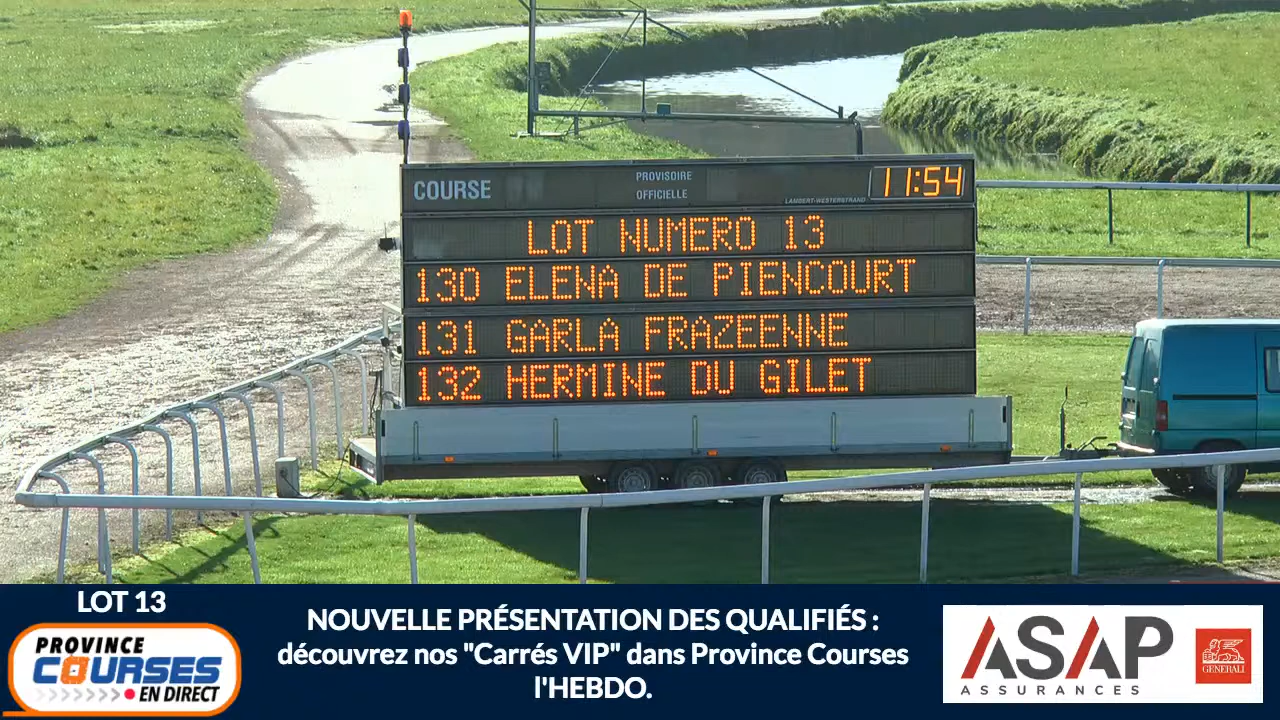 COURSE
PROVISOIRE
OFFICIELLE
LAMBERT-WESTERSTRAND
11:54
LOT NUMERO 13
130 ELENA DE PIENCOURT
131 GARLA FRAZEENNE
132 HERMINE DU GILET
LOT 13
PROVINCE
COURSES
EN DIRECT
NOUVELLE PRÉSENTATION DES QUALIFIÉS :
découvrez nos "Carrés VIP" dans Province Courses
l'HEBDO.
ASAP
ASSURANCES
GENERALI